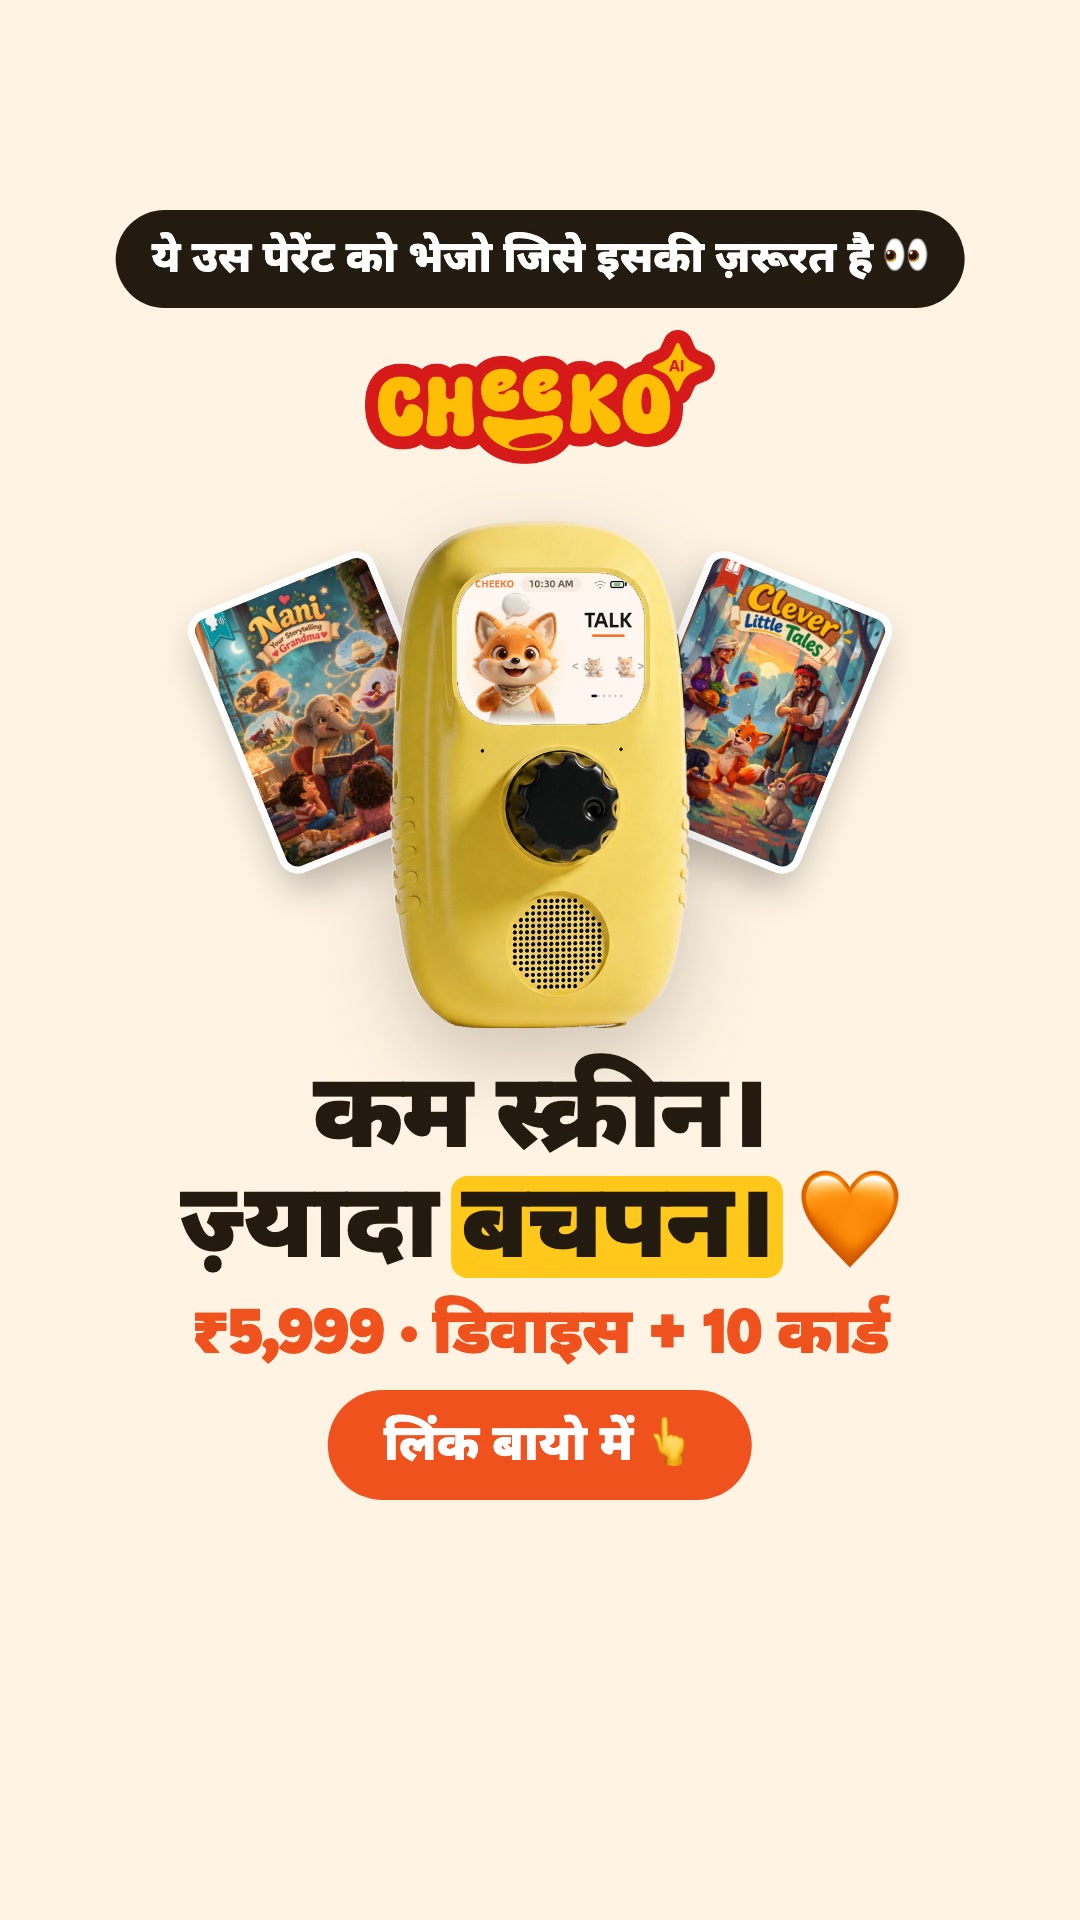 ये उस पेरेंट को भेजो जिसे इसकी ज़रूरत है 👀
CHeeKO AI
Nani
Your Storytelling
Grandma
CHEEKO 10:30 AM
TALK
< >
Clever
Little Tales
कम स्क्रीन।
ज़्यादा बचपन। 🧡
₹5,999 • डिवाइस + 10 कार्ड
लिंक बायो में 👆